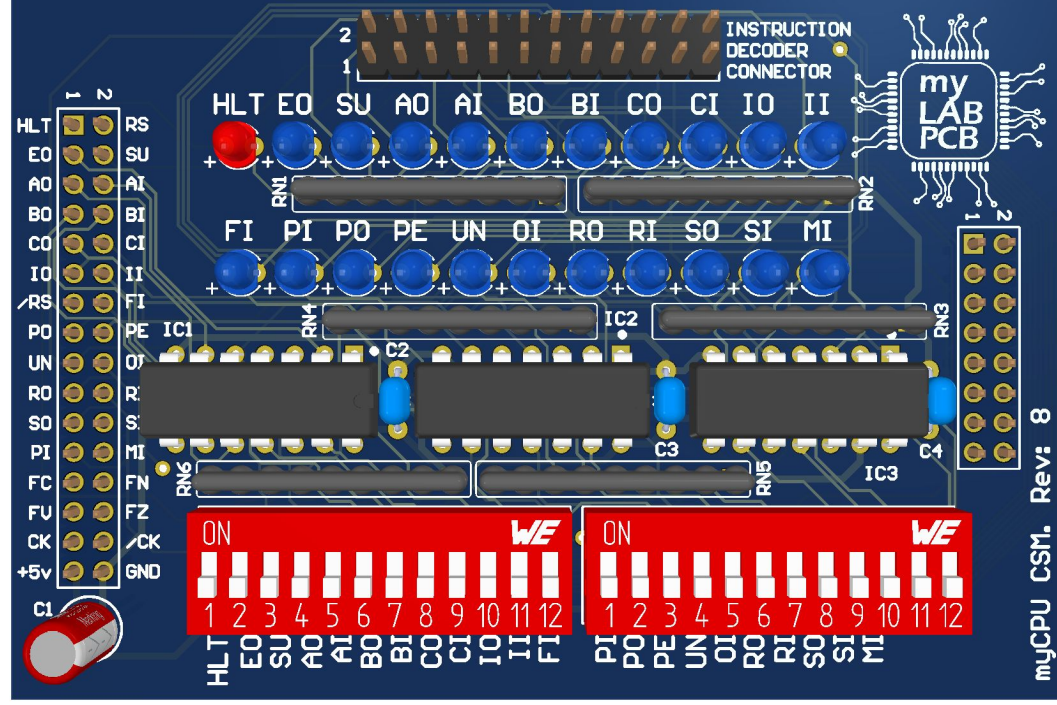 2
1
INSTRUCTION
DECODER
CONNECTOR
my
LAB
PCB
HLT EO SU AO AI BO BI CO CI IO II
+ + + + + + + + + + +
RN1
RN2
FI PI PO PE UN OI RO RI SO SI MI
+ + + + + + + + + + +
RN4
RN3
1 2
HLT RS
EO SU
AO AI
BO BI
CO CI
IO II
/RS FI
PO PE
UN OI
RO
SO
PI MI
FC FN
FV FZ
CK /CK
+5v GND
C1
IC1
C2
IC2
C3
IC3
C4
1 2
RN6
RN5
ON WE
1 2 3 4 5 6 7 8 9 10 11 12
HLT EO SU AO AI BO BI CO CI IO II FI
ON WE
1 2 3 4 5 6 7 8 9 10 11 12
PI PO PE UN OI RO RI SO SI MI
myCPU CSM. Rev: 8